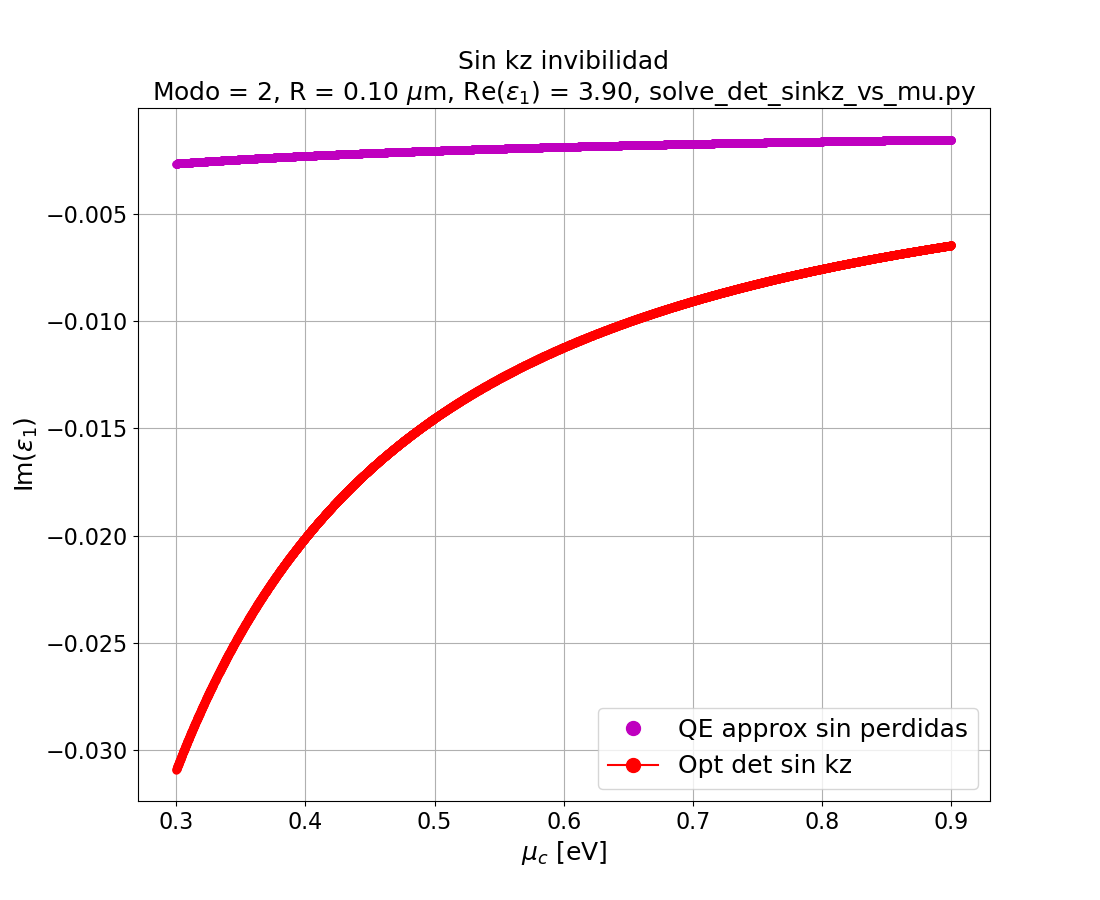 Sin kz invibilidad
Modo = 2, R = 0.10 μm, Re(ε₁) = 3.90, solve_det_sinkz_vs_mu.py
−0.005
−0.010
−0.015
−0.020
−0.025
−0.030
Im(ε₁)
QE approx sin perdidas
Opt det sin kz
0.3 0.4 0.5 0.6 0.7 0.8 0.9
μ_c [eV]